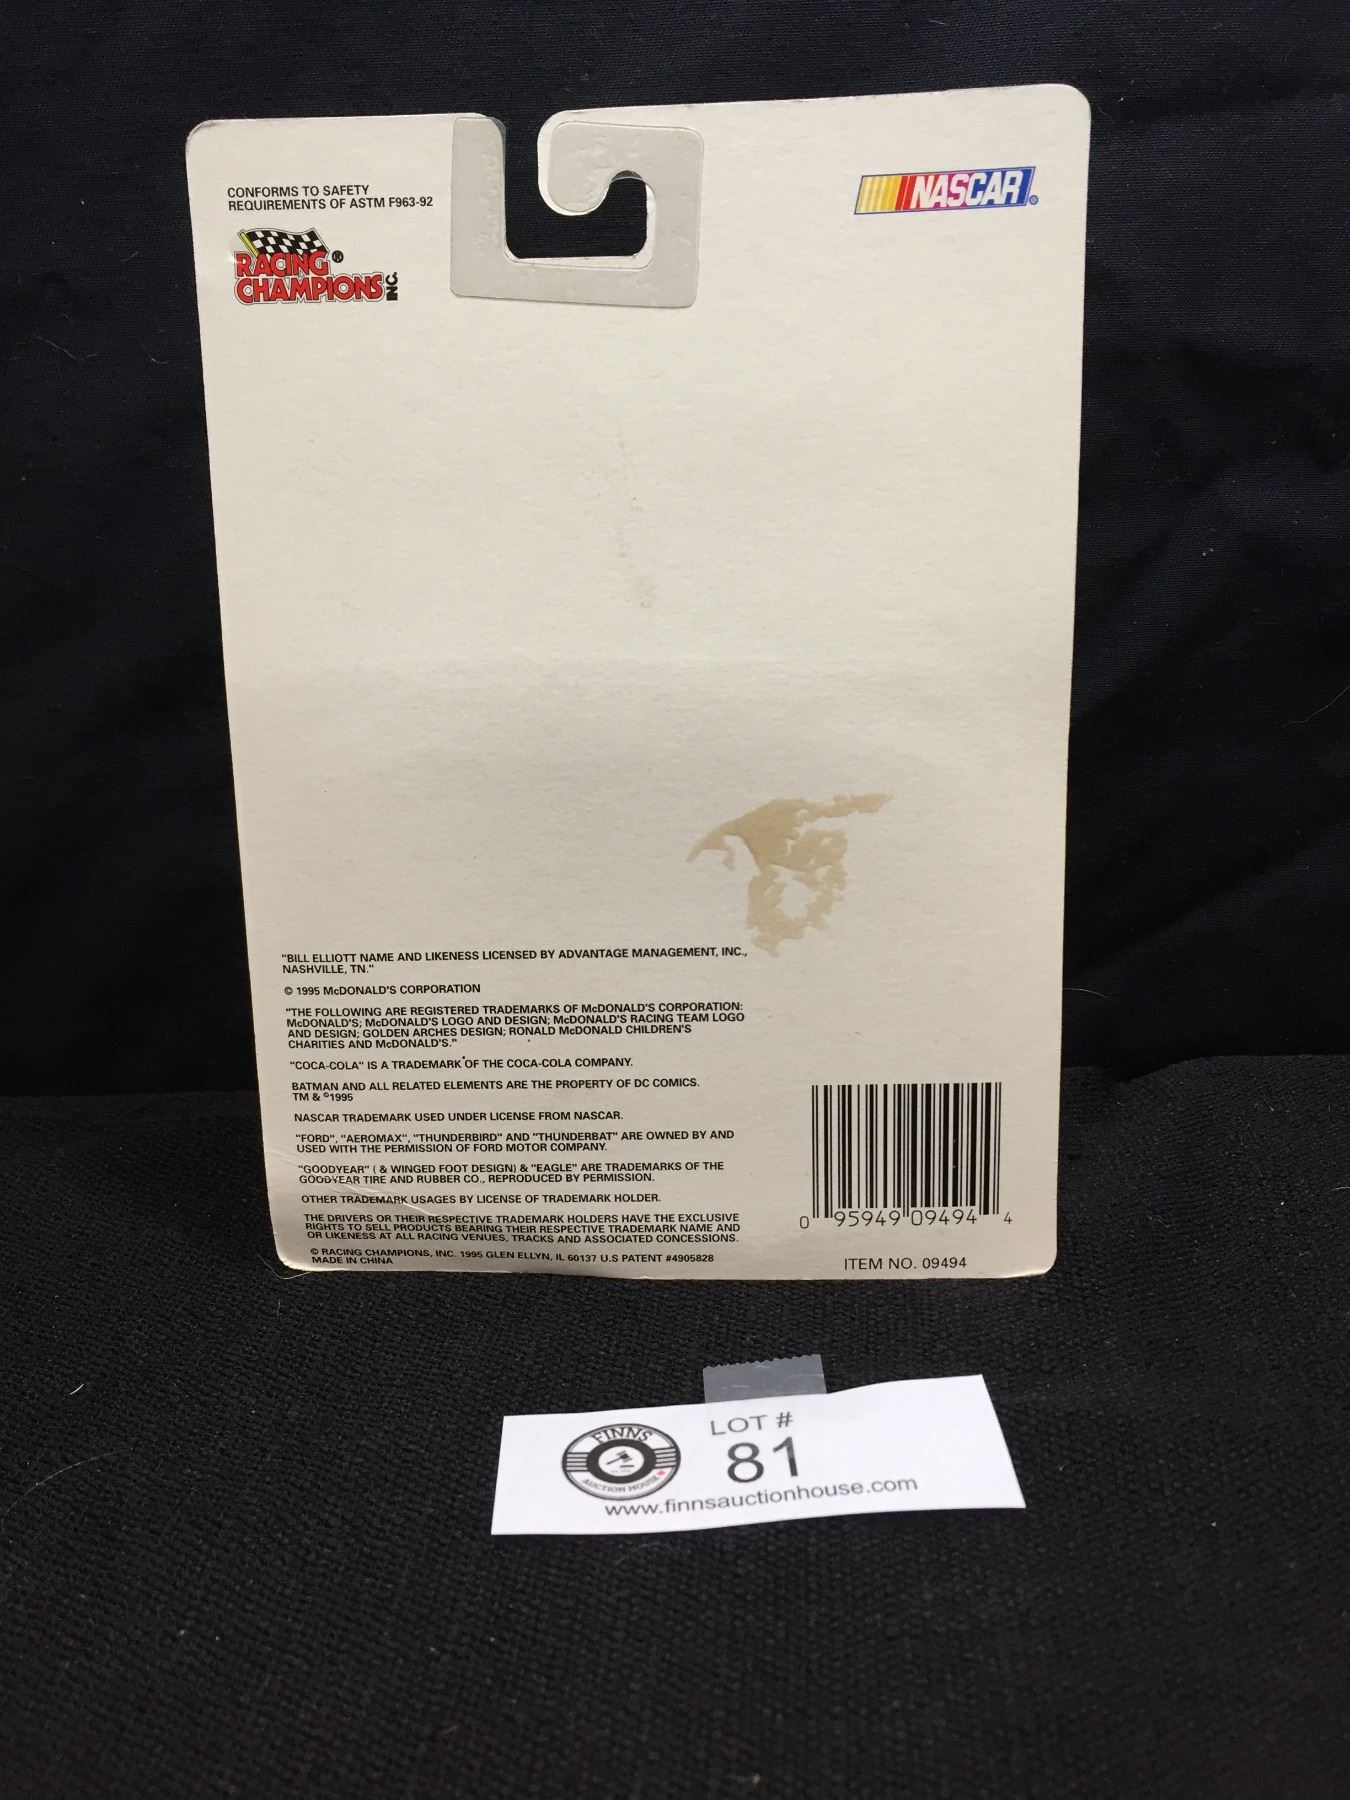 CONFORMS TO SAFETY
REQUIREMENTS OF ASTM F963-92
RACING ®
CHAMPIONS INC.
NASCAR®
"BILL ELLIOTT NAME AND LIKENESS LICENSED BY ADVANTAGE MANAGEMENT, INC.,
NASHVILLE, TN."
© 1995 McDONALD'S CORPORATION
"THE FOLLOWING ARE REGISTERED TRADEMARKS OF McDONALD'S CORPORATION:
McDONALD'S; McDONALD'S LOGO AND DESIGN; McDONALD'S RACING TEAM LOGO
AND DESIGN; GOLDEN ARCHES DESIGN; RONALD McDONALD CHILDREN'S
CHARITIES AND McDONALD'S."
"COCA-COLA" IS A TRADEMARK OF THE COCA-COLA COMPANY.
BATMAN AND ALL RELATED ELEMENTS ARE THE PROPERTY OF DC COMICS.
TM & ©1995
NASCAR TRADEMARK USED UNDER LICENSE FROM NASCAR.
"FORD", "AEROMAX", "THUNDERBIRD" AND "THUNDERBAT" ARE OWNED BY AND
USED WITH THE PERMISSION OF FORD MOTOR COMPANY.
"GOODYEAR" ( & WINGED FOOT DESIGN) & "EAGLE" ARE TRADEMARKS OF THE
GOODYEAR TIRE AND RUBBER CO., REPRODUCED BY PERMISSION.
OTHER TRADEMARK USAGES BY LICENSE OF TRADEMARK HOLDER.
THE DRIVERS OR THEIR RESPECTIVE TRADEMARK HOLDERS HAVE THE EXCLUSIVE
RIGHTS TO SELL PRODUCTS BEARING THEIR RESPECTIVE TRADEMARK NAME AND
OR LIKENESS AT ALL RACING VENUES, TRACKS AND ASSOCIATED CONCESSIONS.
© RACING CHAMPIONS, INC. 1995 GLEN ELLYN, IL 60137 U.S PATENT #4905828
MADE IN CHINA
0 95949 09494 4
ITEM NO. 09494
FINNS
AUCTION HOUSE
LOT #
81
www.finnsauctionhouse.com